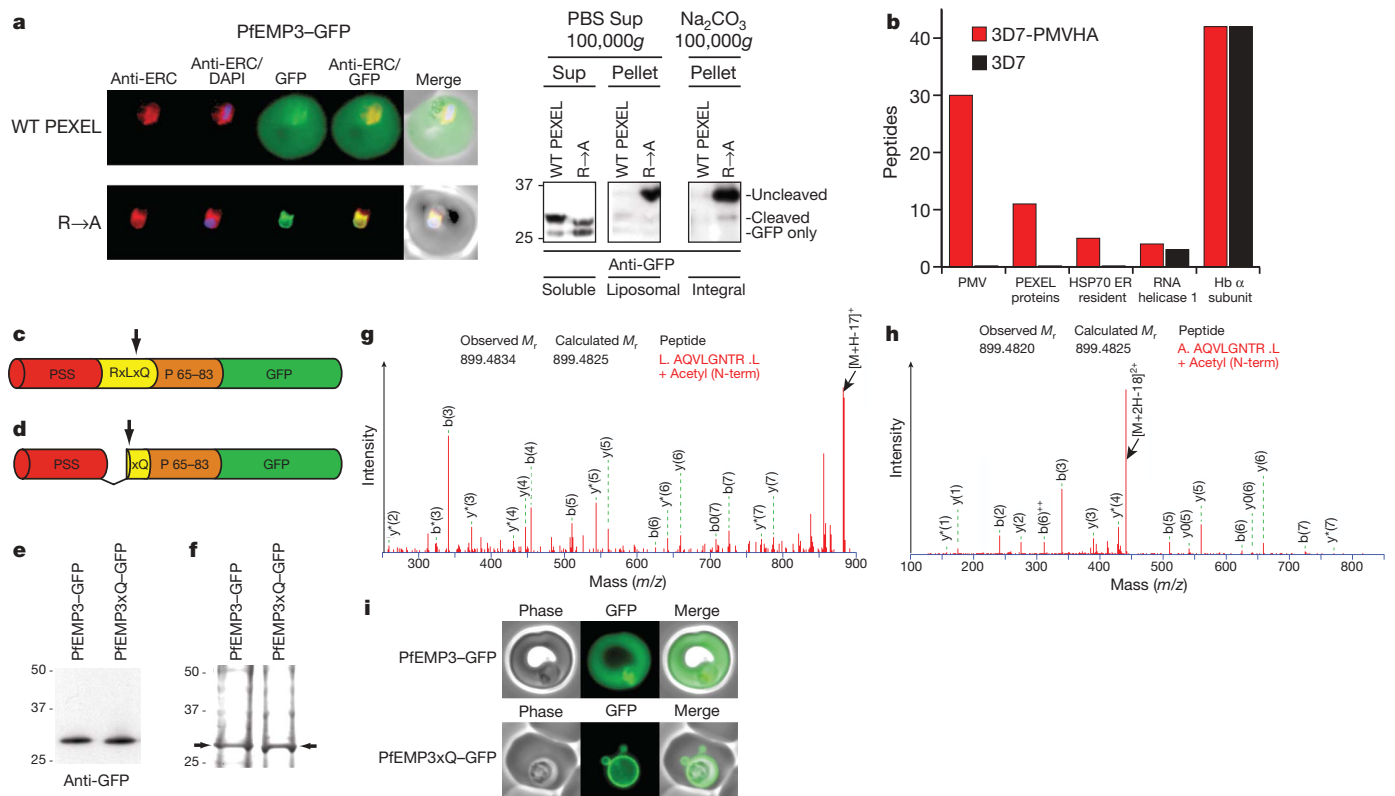 a
PfEMP3–GFP
Anti-ERC
Anti-ERC/
DAPI
GFP
Anti-ERC/
GFP
Merge
WT PEXEL
R→A
PBS Sup
100,000g
Na₂CO₃
100,000g
Sup
Pellet
Pellet
WT PEXEL
R→A
WT PEXEL
R→A
WT PEXEL
R→A
37
25
-Uncleaved
-Cleaved
-GFP only
Anti-GFP
Soluble
Liposomal
Integral
b
3D7-PMVHA
3D7
Peptides
40
30
20
10
0
PMV
PEXEL
proteins
HSP70 ER
resident
RNA
helicase 1
Hb α
subunit
c
PSS
RxLxQ
P 65–83
GFP
d
PSS
xQ
P 65–83
GFP
e
PfEMP3–GFP
PfEMP3xQ–GFP
50 -
37 -
25 -
Anti-GFP
f
PfEMP3–GFP
PfEMP3xQ–GFP
50 -
37 -
25 -
g
Observed Mr
899.4834
Calculated Mr
899.4825
Peptide
L. AQVLGNTR .L
+ Acetyl (N-term)
[M+H-17]⁺
Intensity
y*(2)
b*(3)
b(3)
y*(3)
y*(4)
y(4)
b(4)
b(5)
y*(5)
y(5)
b(6)
y*(6)
y(6)
b0(7)
b(7)
y*(7)
y(7)
300
400
500
600
700
800
900
Mass (m/z)
h
Observed Mr
899.4820
Calculated Mr
899.4825
Peptide
A. AQVLGNTR .L
+ Acetyl (N-term)
[M+2H-18]²⁺
Intensity
y*(1)
y(1)
b(2)
y(2)
b(6)⁺⁺
b(3)
y(3)
y*(4)
b(5)
y0(5)
y(5)
b(6)
y0(6)
y(6)
b(7)
y*(7)
100
200
300
400
500
600
700
800
Mass (m/z)
i
Phase
GFP
Merge
PfEMP3–GFP
Phase
GFP
Merge
PfEMP3xQ–GFP